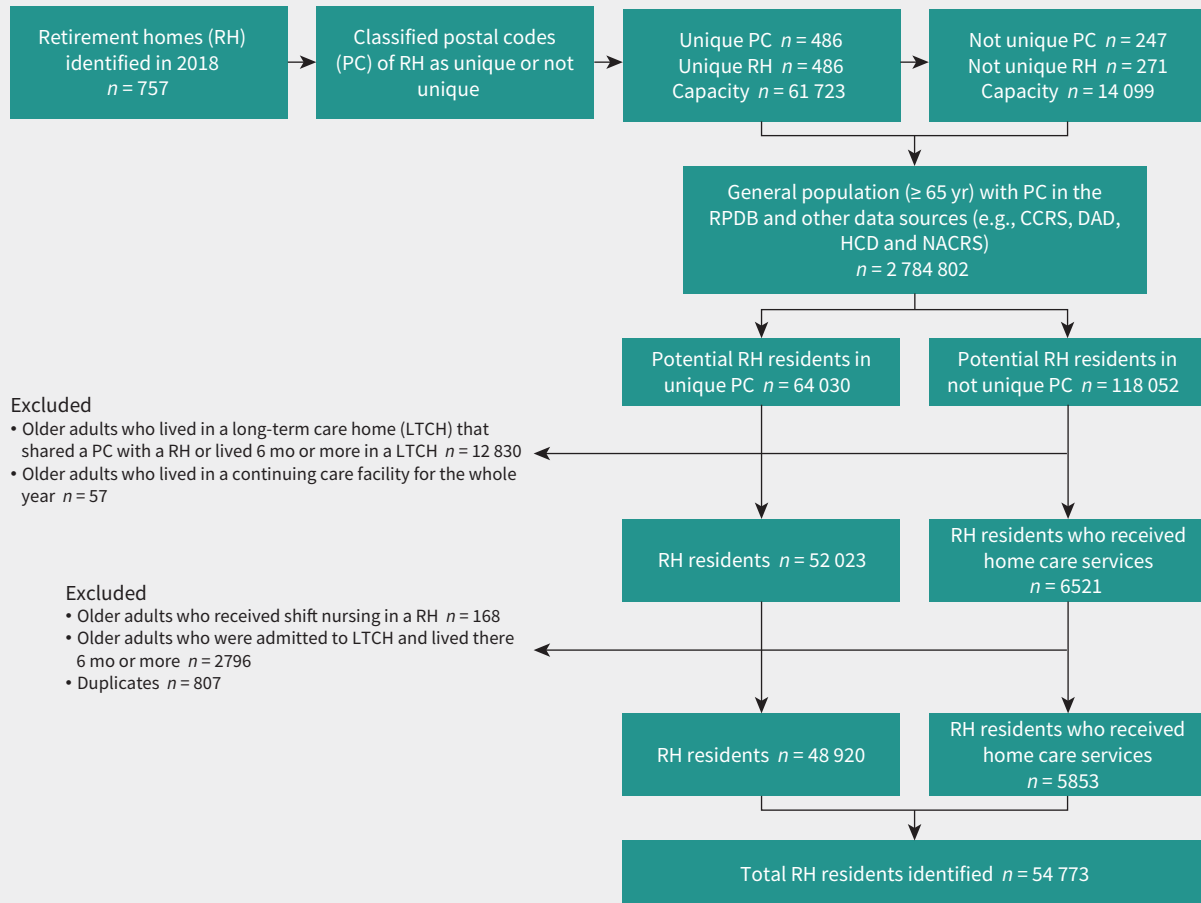 Retirement homes (RH)
identified in 2018
n = 757
Classified postal codes
(PC) of RH as unique or not
unique
Unique PC n = 486
Unique RH n = 486
Capacity n = 61 723
Not unique PC n = 247
Not unique RH n = 271
Capacity n = 14 099
General population (≥ 65 yr) with PC in the
RPDB and other data sources (e.g., CCRS, DAD,
HCD and NACRS)
n = 2 784 802
Potential RH residents in
unique PC n = 64 030
Potential RH residents in
not unique PC n = 118 052
Excluded
• Older adults who lived in a long-term care home (LTCH) that
shared a PC with a RH or lived 6 mo or more in a LTCH n = 12 830
• Older adults who lived in a continuing care facility for the whole
year n = 57
RH residents n = 52 023
RH residents who received
home care services
n = 6521
Excluded
• Older adults who received shift nursing in a RH n = 168
• Older adults who were admitted to LTCH and lived there
6 mo or more n = 2796
• Duplicates n = 807
RH residents n = 48 920
RH residents who received
home care services
n = 5853
Total RH residents identified n = 54 773